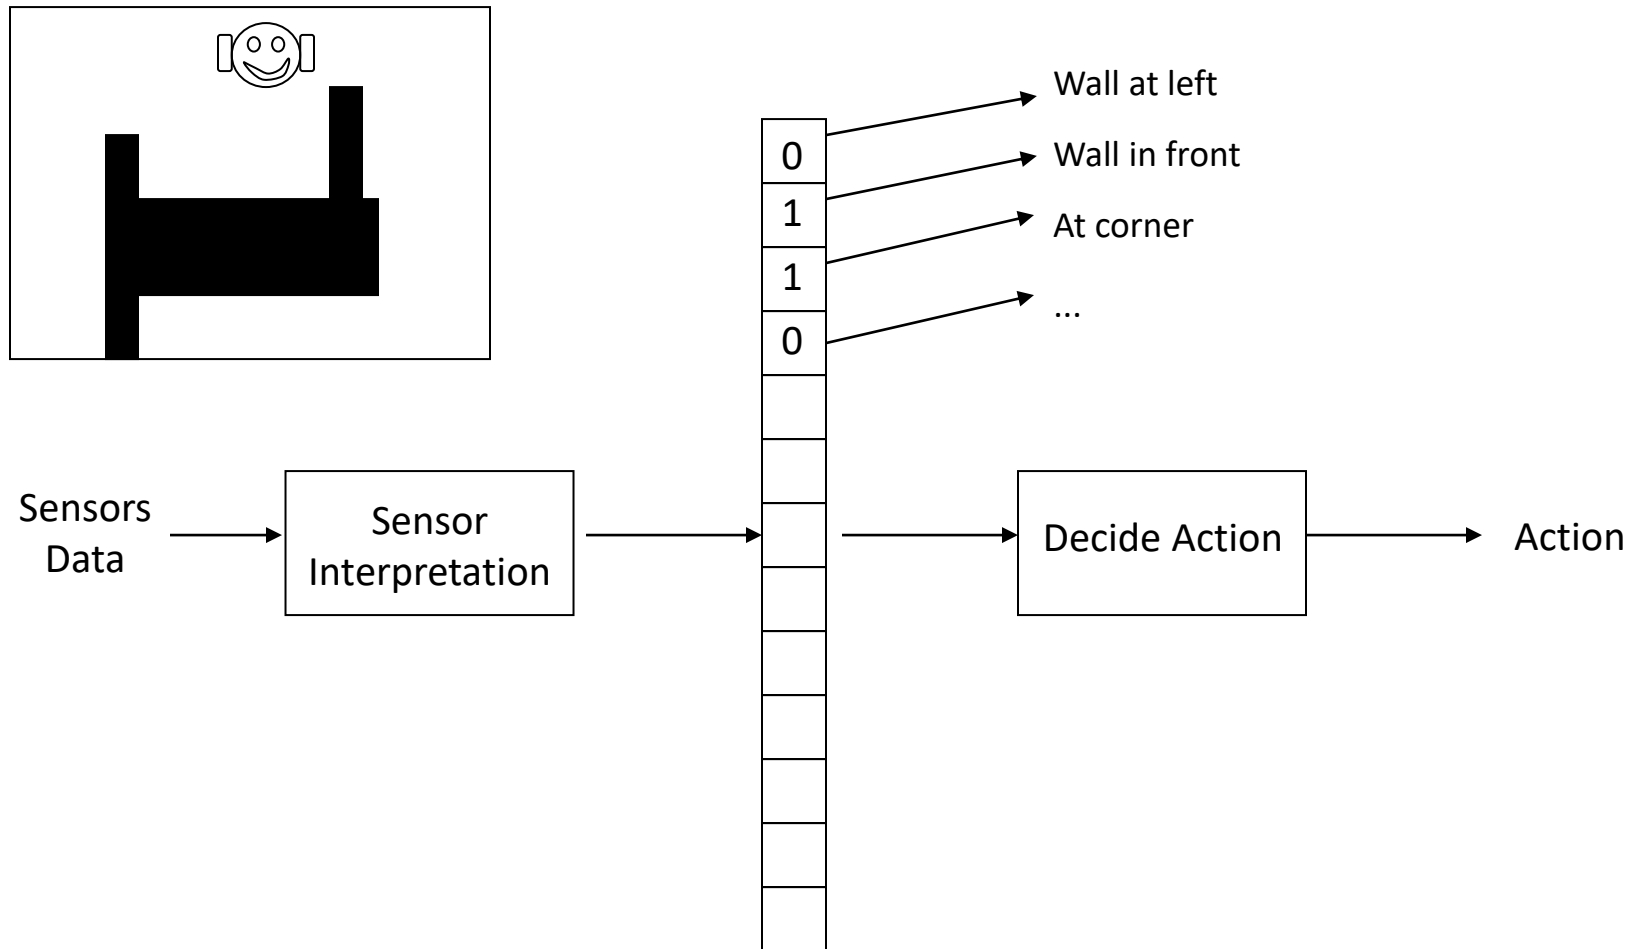 Wall at left
Wall in front
At corner
...
0
1
1
0
Sensors
Data
Sensor
Interpretation
Decide Action
Action